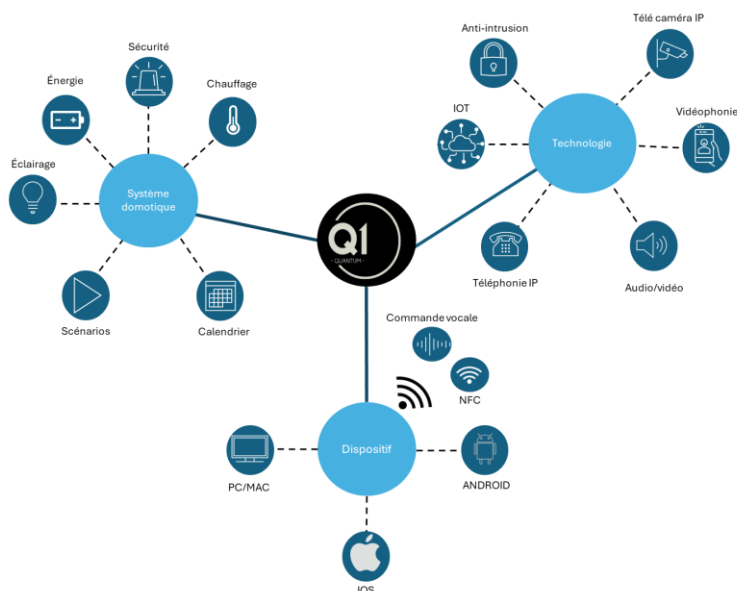 Sécurité
Énergie
Chauffage
Éclairage
Système
domotique
Scénarios
Calendrier
Q1
- QUANTUM -
Télé caméra IP
Anti-intrusion
IOT
Vidéophonie
Technologie
Téléphonie IP
Audio/vidéo
Commande vocale
NFC
Dispositif
PC/MAC
ANDROID
IOS